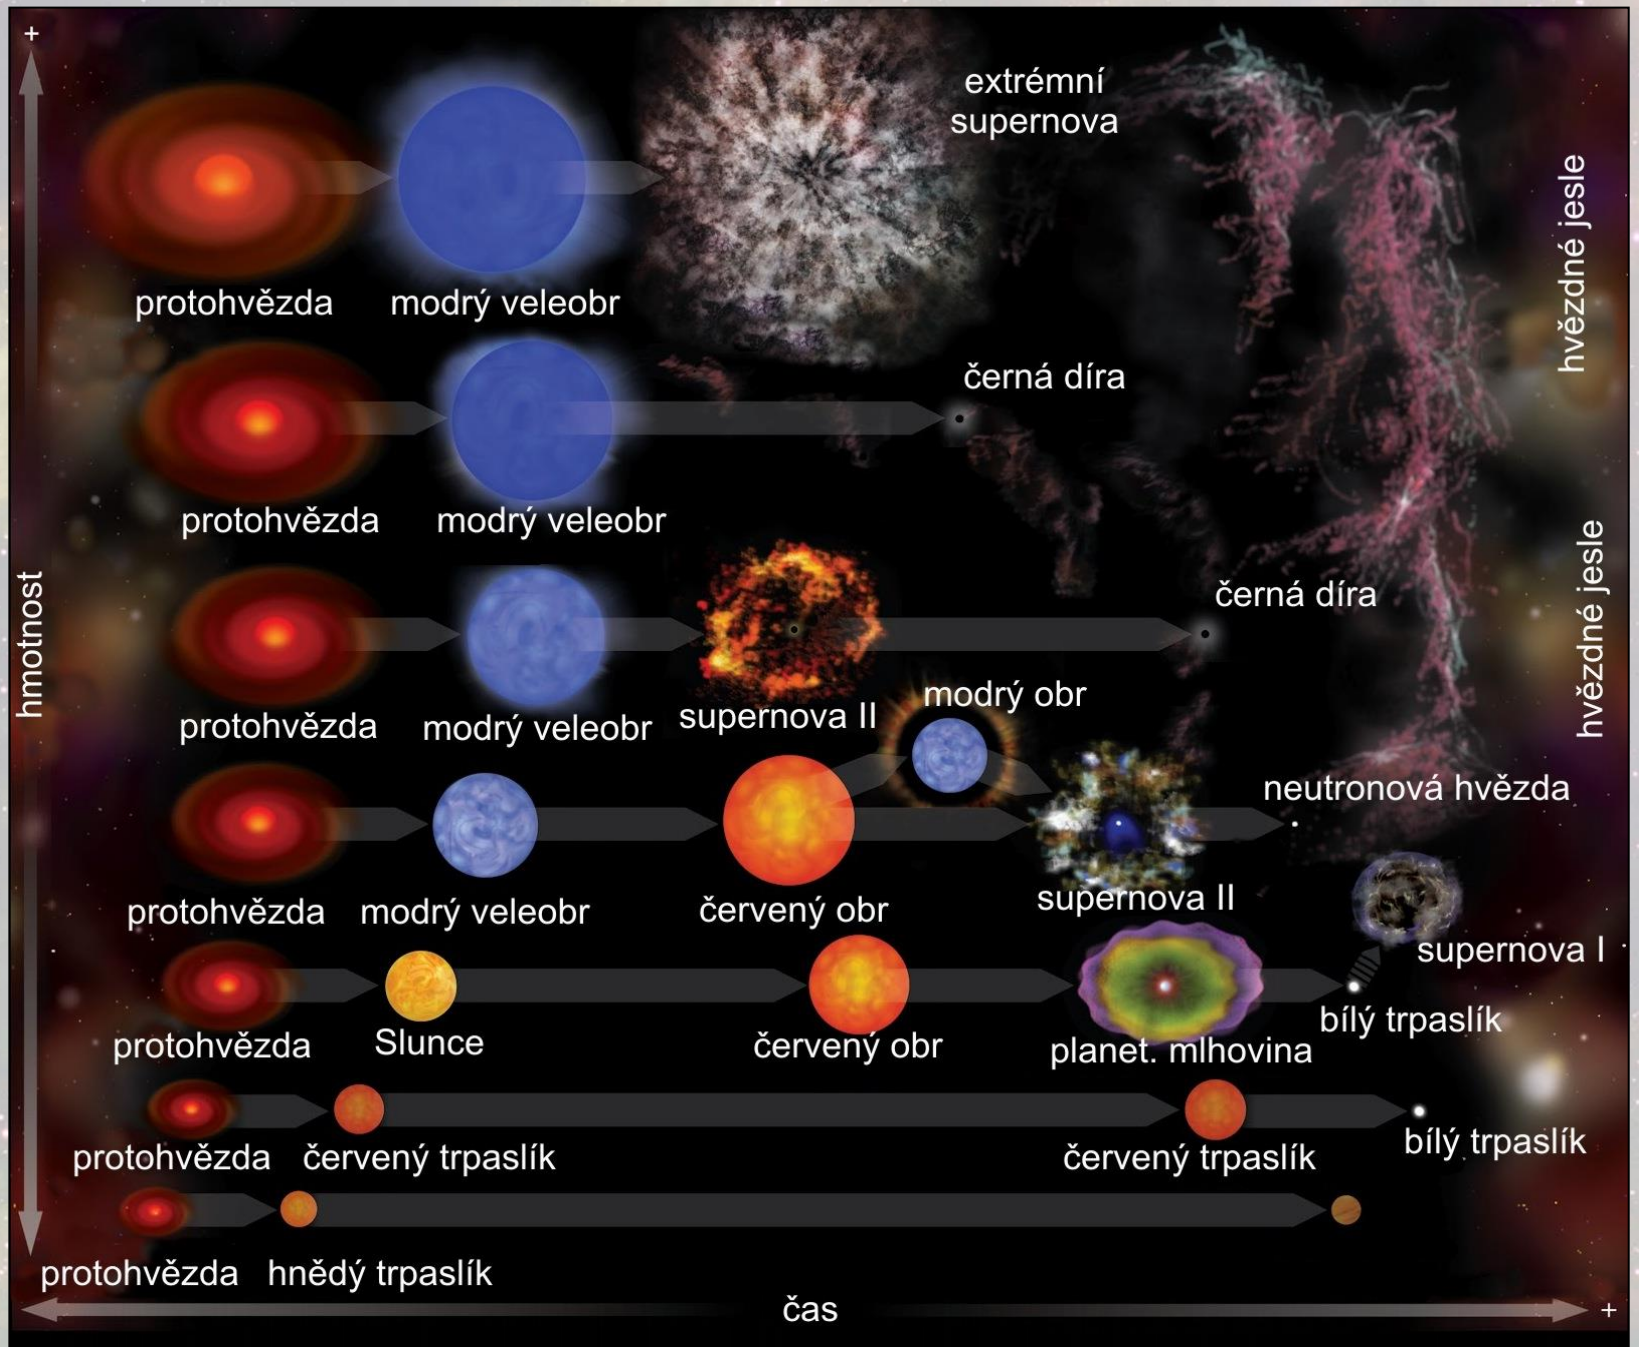 +
extrémní
supernova
hvězdné jesle
protohvězda
modrý veleobr
černá díra
protohvězda
modrý veleobr
hmotnost
černá díra
hvězdné jesle
protohvězda
modrý veleobr
supernova II
modrý obr
neutronová hvězda
protohvězda
modrý veleobr
červený obr
supernova II
supernova I
protohvězda
Slunce
červený obr
planet. mlhovina
bílý trpaslík
protohvězda
červený trpaslík
červený trpaslík
bílý trpaslík
protohvězda
hnědý trpaslík
čas
+